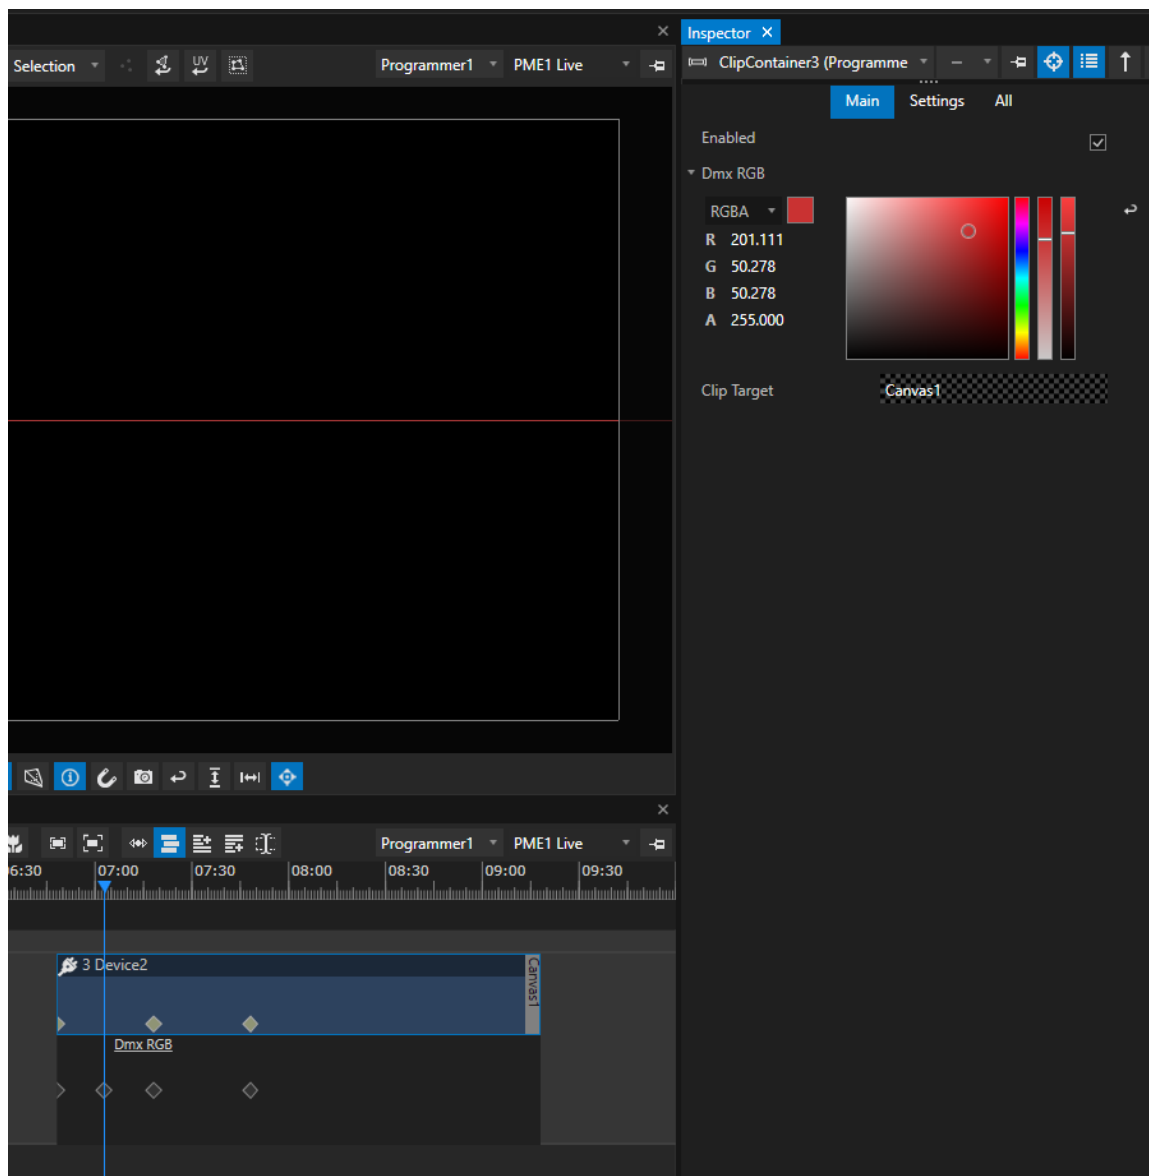 Inspector
Selection
UV
Programmer1
PME1 Live
ClipContainer3 (Programme
Main
Settings
All
Enabled
Dmx RGB
RGBA
R 201.111
G 50.278
B 50.278
A 255.000
Clip Target
Canvas1
Programmer1
PME1 Live
6:30 07:00 07:30 08:00 08:30 09:00 09:30
3 Device2
Canvas1
Dmx RGB